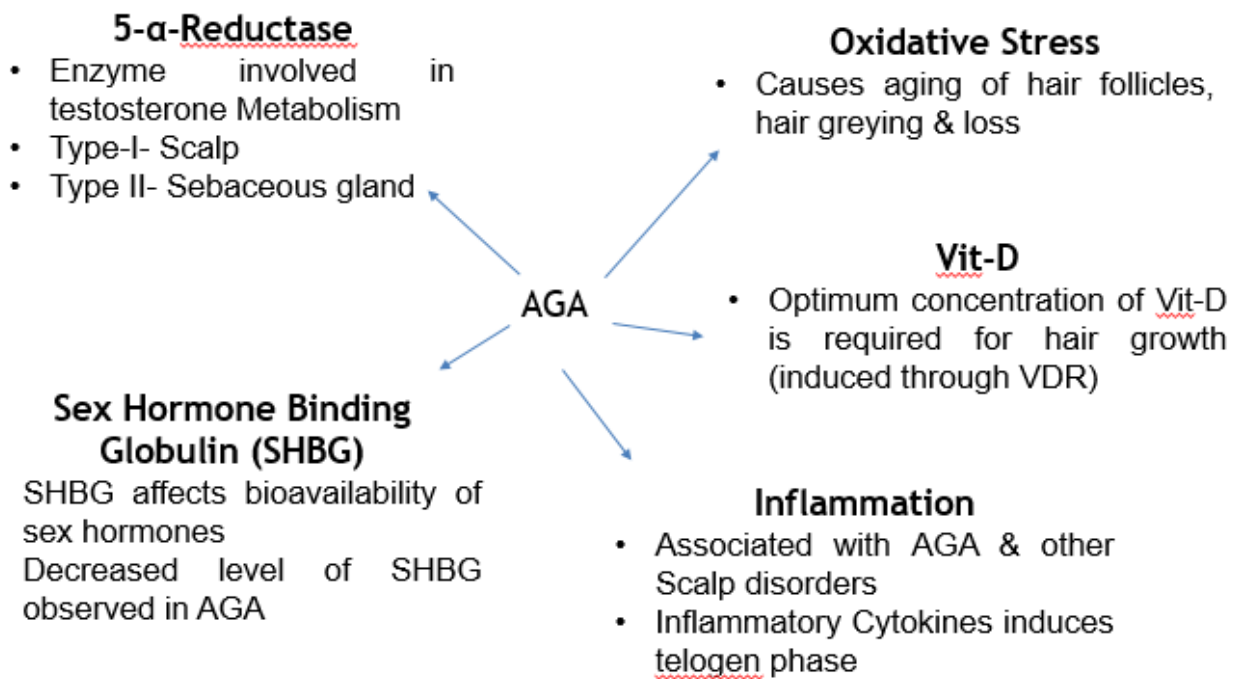 5-α-Reductase
• Enzyme involved in
testosterone Metabolism
• Type-I- Scalp
• Type II- Sebaceous gland
Oxidative Stress
• Causes aging of hair follicles,
hair greying & loss
AGA
Vit-D
• Optimum concentration of Vit-D
is required for hair growth
(induced through VDR)
Sex Hormone Binding
Globulin (SHBG)
SHBG affects bioavailability of
sex hormones
Decreased level of SHBG
observed in AGA
Inflammation
• Associated with AGA & other
Scalp disorders
• Inflammatory Cytokines induces
telogen phase